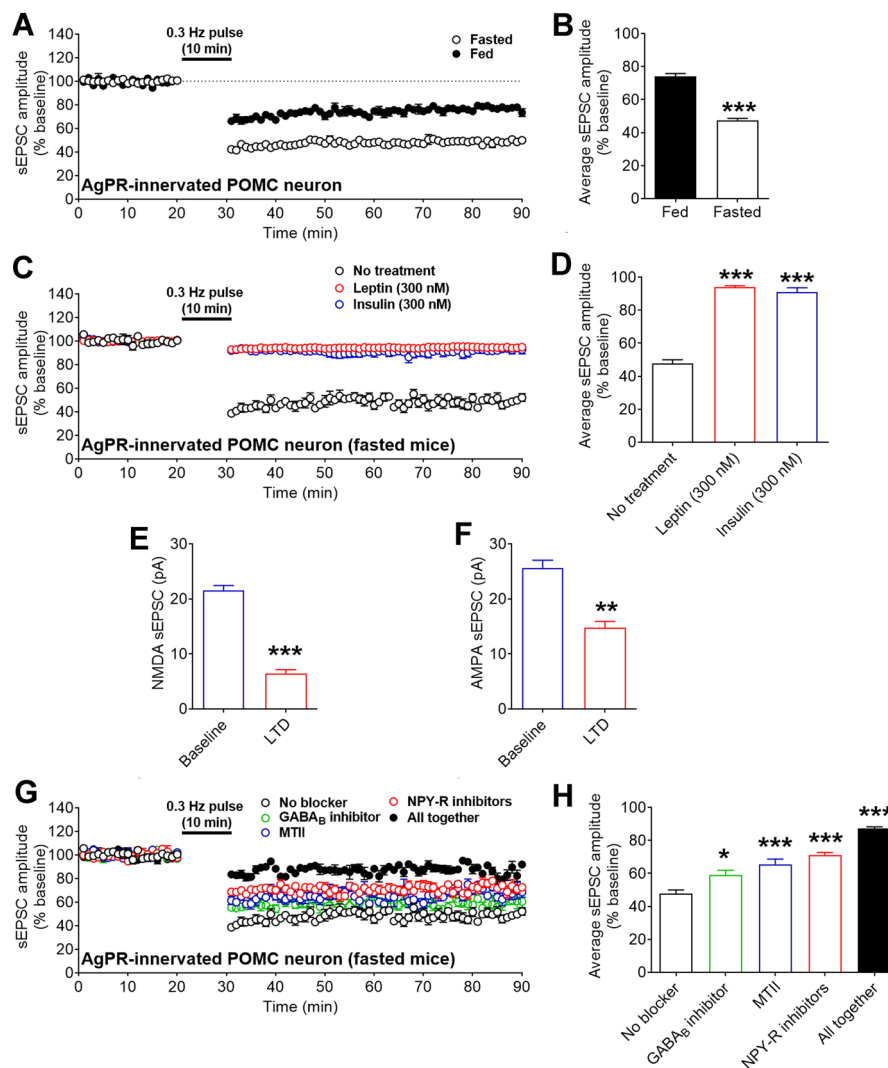 A
0.3 Hz pulse
(10 min)
Fasted
Fed
sEPSC amplitude
(% baseline)
140
120
100
80
60
40
20
0
AgPR-innervated POMC neuron
0 10 20 30 40 50 60 70 80 90
Time (min)
B
Average sEPSC amplitude
(% baseline)
100
80
60
40
20
0
***
Fed Fasted
C
0.3 Hz pulse
(10 min)
No treatment
Leptin (300 nM)
Insulin (300 nM)
sEPSC amplitude
(% baseline)
140
120
100
80
60
40
20
0
AgPR-innervated POMC neuron (fasted mice)
0 10 20 30 40 50 60 70 80 90
Time (min)
D
Average sEPSC amplitude
(% baseline)
100
80
60
40
20
0
*** ***
No treatment
Leptin (300 nM)
Insulin (300 nM)
E
NMDA sEPSC (pA)
30
20
10
0
***
Baseline
LTD
F
AMPA sEPSC (pA)
30
20
10
0
**
Baseline
LTD
G
0.3 Hz pulse
(10 min)
No blocker
GABAB inhibitor
MTII
NPY-R inhibitors
All together
sEPSC amplitude
(% baseline)
140
120
100
80
60
40
20
0
AgPR-innervated POMC neuron (fasted mice)
0 10 20 30 40 50 60 70 80 90
Time (min)
H
Average sEPSC amplitude
(% baseline)
100
80
60
40
20
0
* *** *** ***
No blocker
GABAB inhibitor
MTII
NPY-R inhibitors
All together